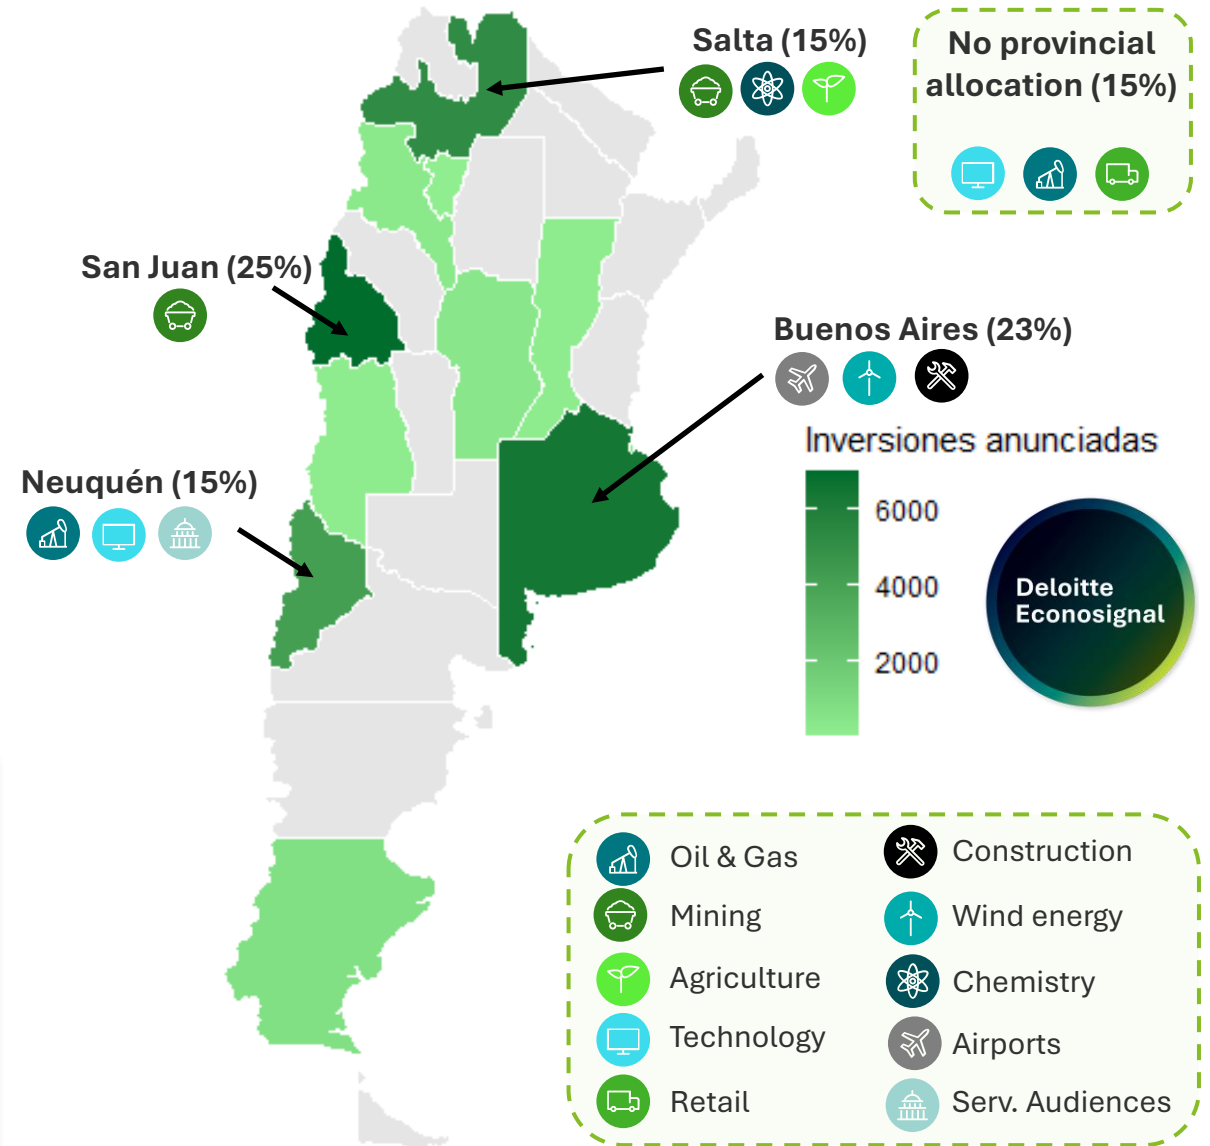 Salta (15%)
No provincial
allocation (15%)
San Juan (25%)
Buenos Aires (23%)
Inversiones anunciadas
6000
4000
2000
Neuquén (15%)
Deloitte
Econosignal
Oil & Gas
Mining
Agriculture
Technology
Retail
Construction
Wind energy
Chemistry
Airports
Serv. Audiences